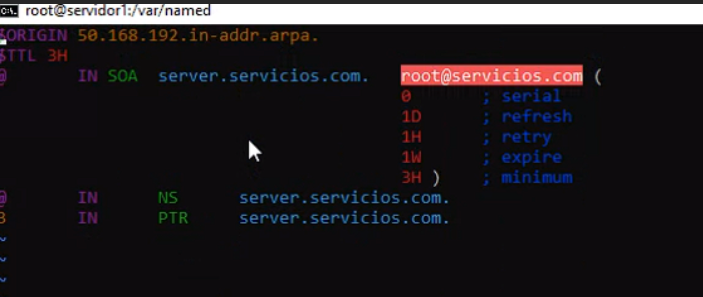 root@servidor1:/var/named
$ORIGIN 50.168.192.in-addr.arpa.
$TTL 3H
@ IN SOA server.servicios.com. root@servicios.com (
0 ; serial
1D ; refresh
1H ; retry
1W ; expire
3H ) ; minimum
@ IN NS server.servicios.com.
3 IN PTR server.servicios.com.
~
~
~